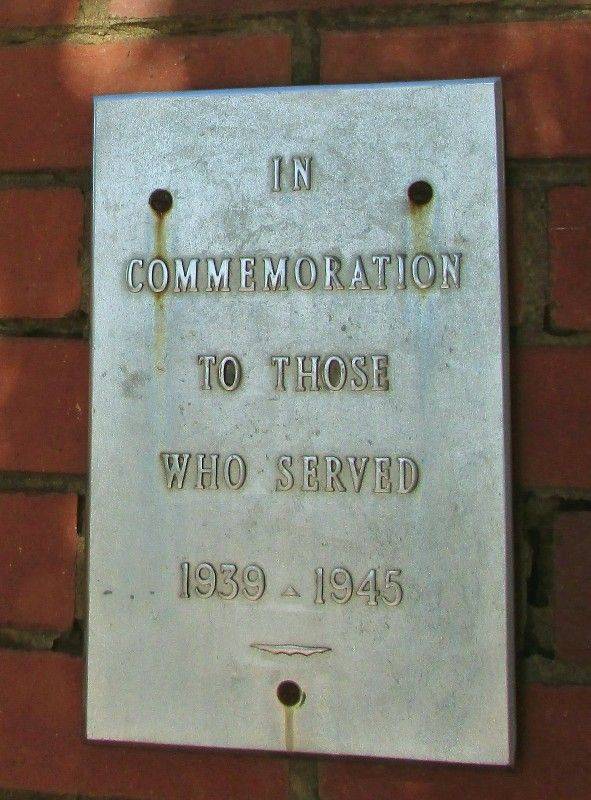 IN
COMMEMORATION
TO THOSE
WHO SERVED
1939 ▵ 1945